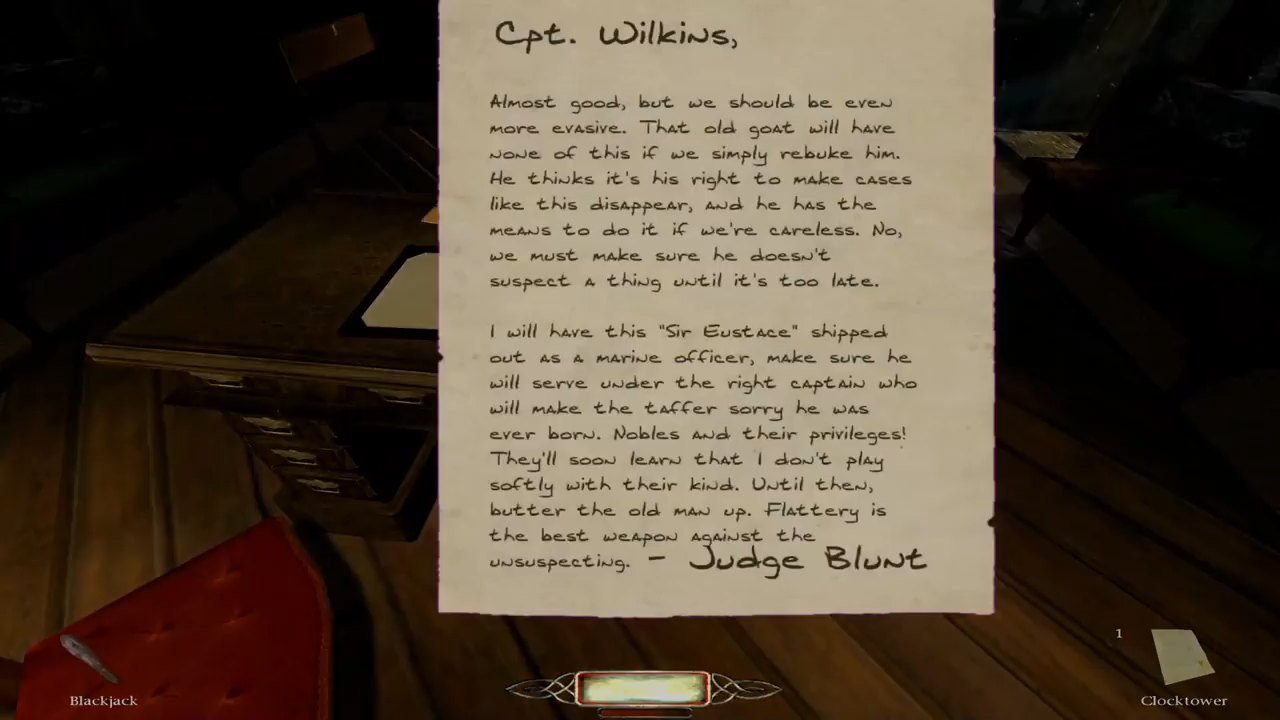 Cpt. Wilkins,
Almost good, but we should be even
more evasive. That old goat will have
none of this if we simply rebuke him.
He thinks it's his right to make cases
like this disappear, and he has the
means to do it if we're careless. No,
we must make sure he doesn't
suspect a thing until it's too late.
I will have this "Sir Eustace" shipped
out as a marine officer, make sure he
will serve under the right captain who
will make the taffer sorry he was
ever born. Nobles and their privileges!
They'll soon learn that I don't play
softly with their kind. Until then,
butter the old man up. Flattery is
the best weapon against the
unsuspecting. - Judge Blunt
1
Blackjack
Clocktower